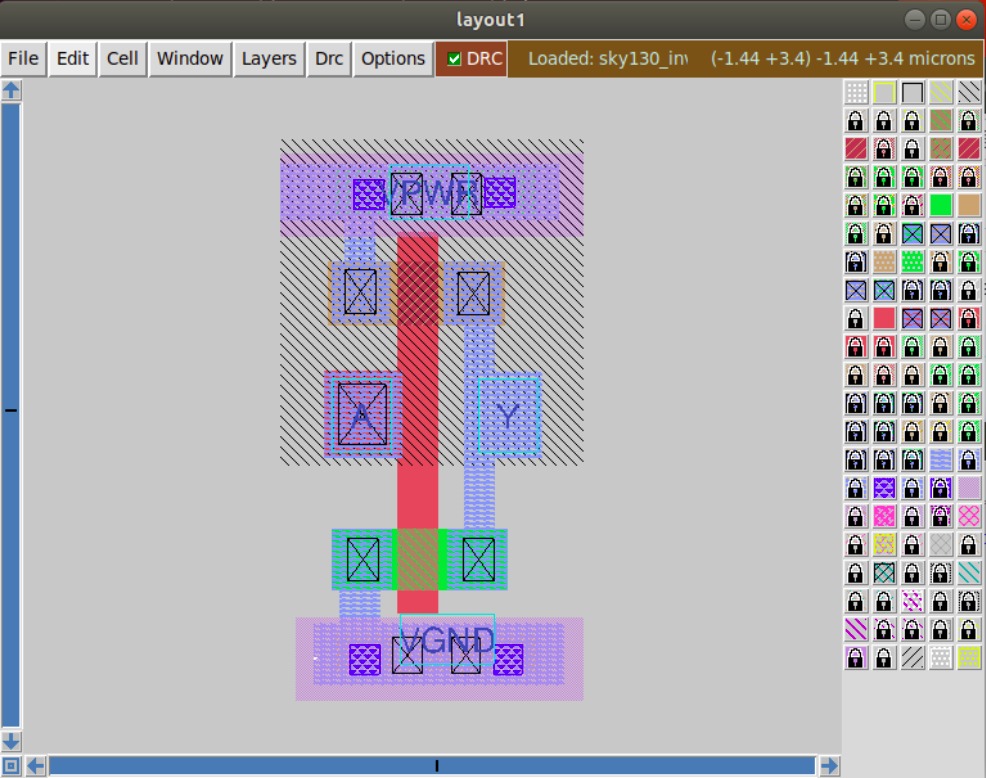 layout1
File Edit Cell Window Layers Drc Options DRC Loaded: sky130_in (-1.44 +3.4) -1.44 +3.4 microns
VPWR
A Y
VGND